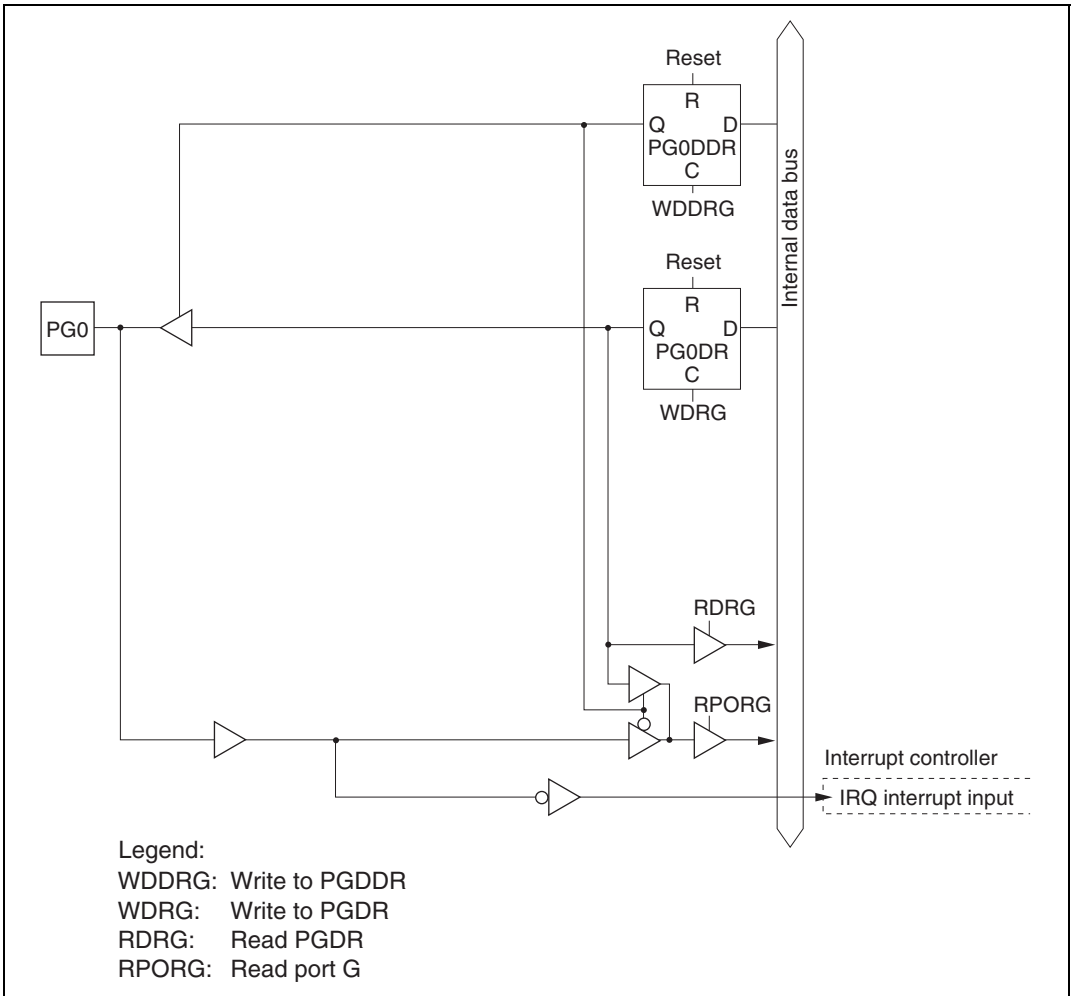 Reset
R
Q D
PG0DDR
C
WDDRG
Internal data bus
Reset
R
PG0
Q D
PG0DR
C
WDRG
RDRG
RPORG
Interrupt controller
IRQ interrupt input
Legend:
WDDRG: Write to PGDDR
WDRG: Write to PGDR
RDRG: Read PGDR
RPORG: Read port G